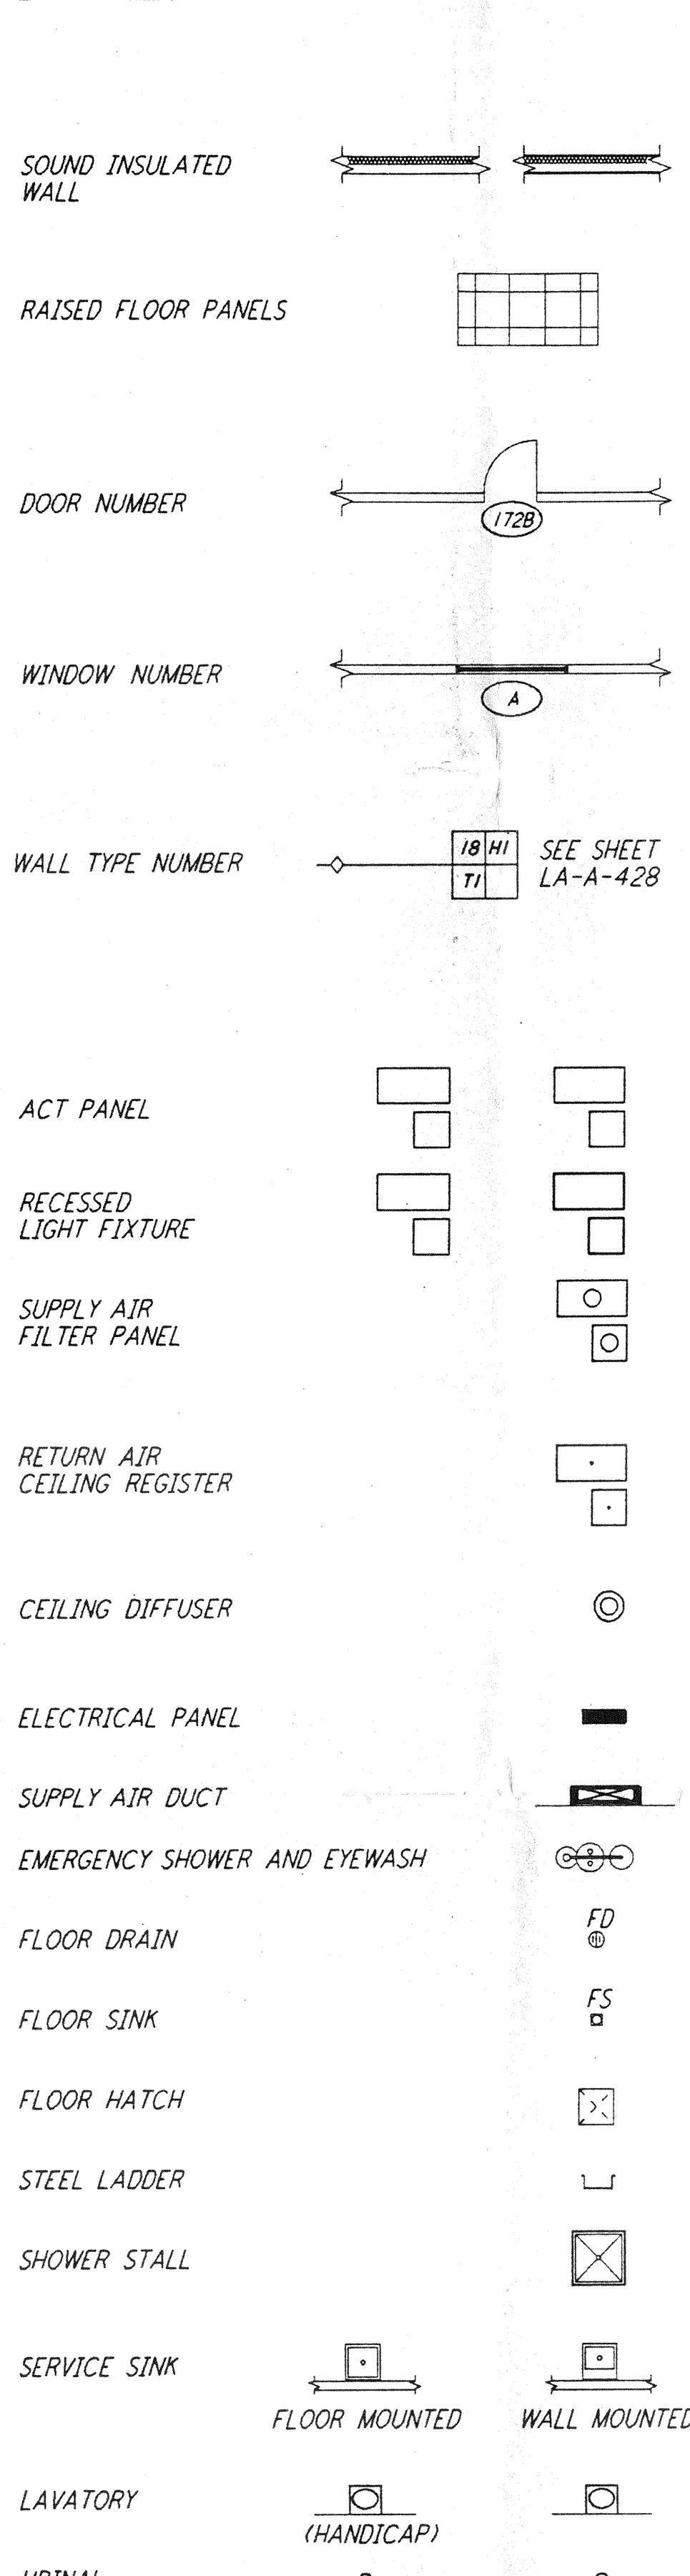 SOUND INSULATED
WALL
RAISED FLOOR PANELS
DOOR NUMBER
172B
WINDOW NUMBER
A
WALL TYPE NUMBER
18 H1
T1
SEE SHEET
LA-A-428
ACT PANEL
RECESSED
LIGHT FIXTURE
SUPPLY AIR
FILTER PANEL
RETURN AIR
CEILING REGISTER
CEILING DIFFUSER
ELECTRICAL PANEL
SUPPLY AIR DUCT
EMERGENCY SHOWER AND EYEWASH
FD
FLOOR DRAIN
FS
FLOOR SINK
FLOOR HATCH
STEEL LADDER
SHOWER STALL
SERVICE SINK
FLOOR MOUNTED WALL MOUNTED
LAVATORY
(HANDICAP)